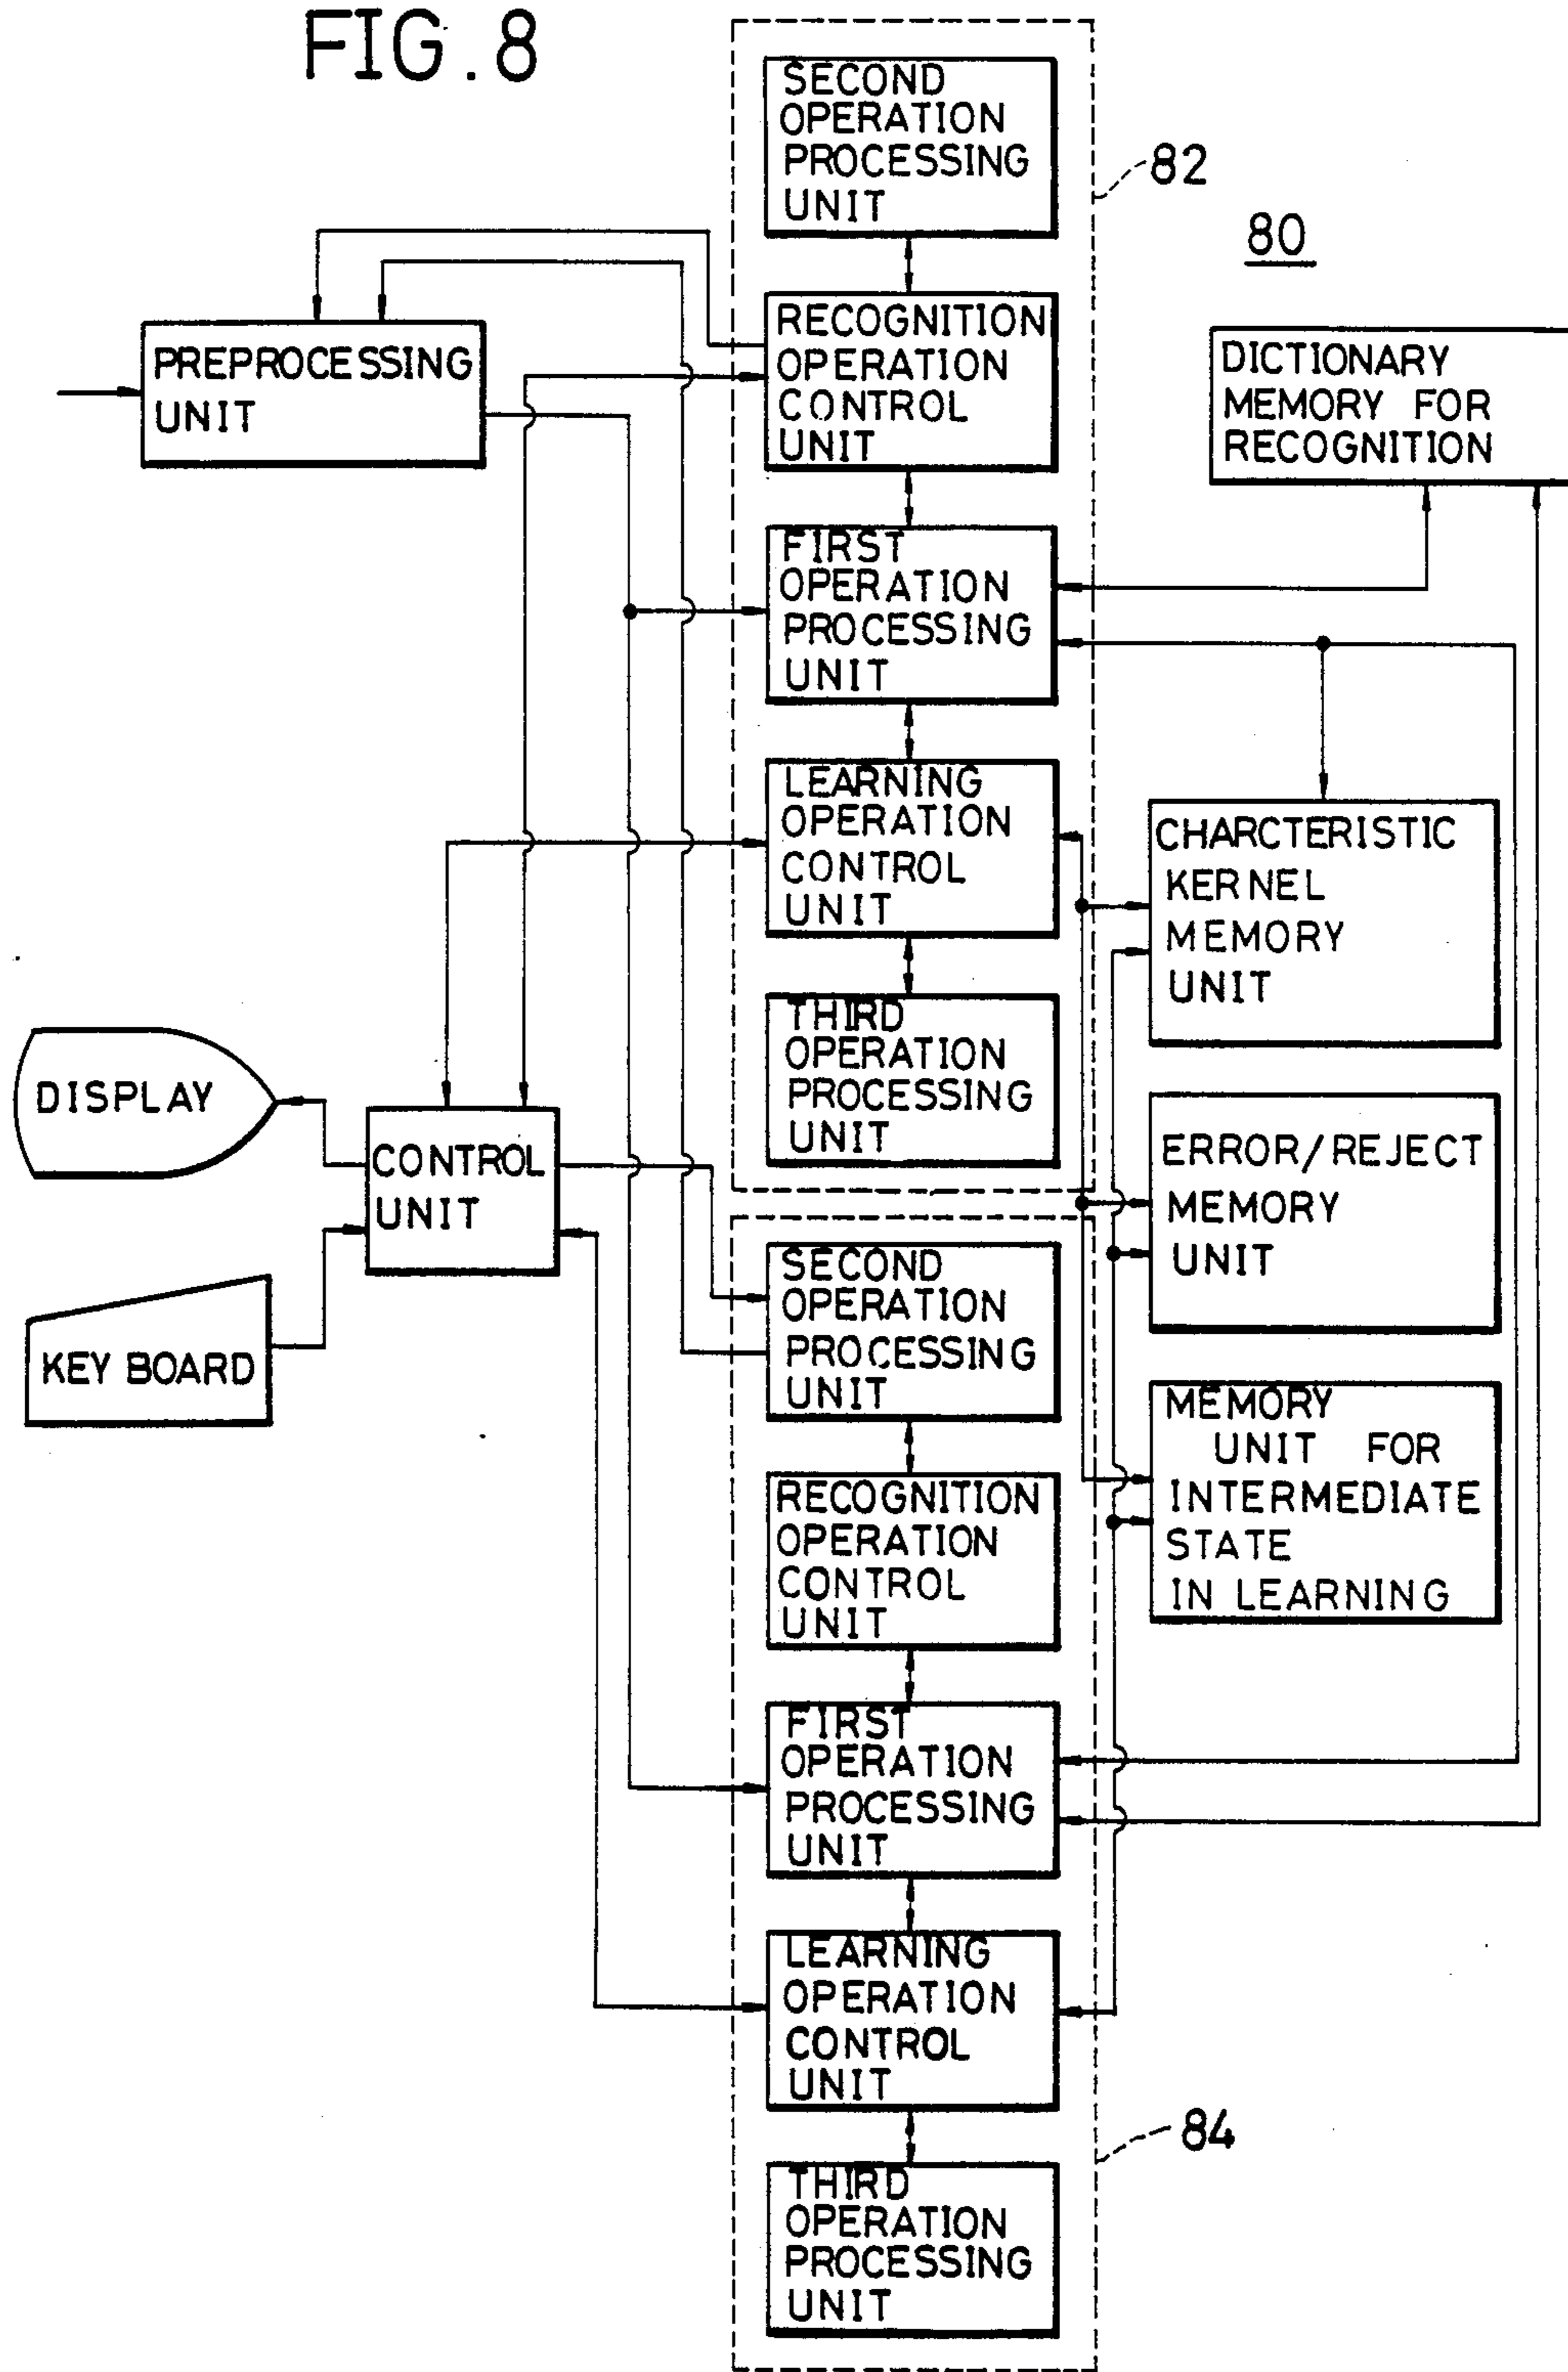 FIG. 8
SECOND
OPERATION
PROCESSING
UNIT
82
80
RECOGNITION
OPERATION
CONTROL
UNIT
PREPROCESSING
UNIT
DICTIONARY
MEMORY FOR
RECOGNITION
FIRST
OPERATION
PROCESSING
UNIT
LEARNING
OPERATION
CONTROL
UNIT
CHARCTERISTIC
KERNEL
MEMORY
UNIT
THIRD
OPERATION
PROCESSING
UNIT
DISPLAY
CONTROL
UNIT
ERROR/REJECT
MEMORY
UNIT
KEY BOARD
SECOND
OPERATION
PROCESSING
UNIT
MEMORY
UNIT FOR
INTERMEDIATE
STATE
IN LEARNING
RECOGNITION
OPERATION
CONTROL
UNIT
FIRST
OPERATION
PROCESSING
UNIT
LEARNING
OPERATION
CONTROL
UNIT
84
THIRD
OPERATION
PROCESSING
UNIT